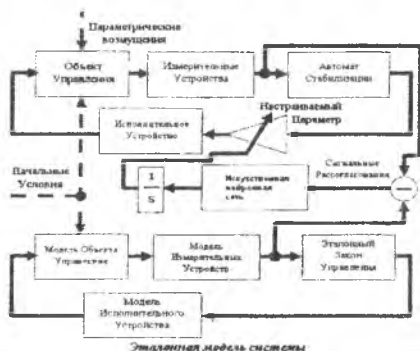 Параметрические
возмущения
Объект
Управления
Измерительные
Устройства
Автомат
Стабилизации
Исполнительное
Устройство
Настраиваемый
Параметр
Начальные
Условия
1
S
Искусственная
нейронная
сеть
Сигнальные
Рассогласования
Модель Объекта
Управление
Модель
Измерительных
Устройств
Эталонный
Закон
Управления
Модель
Исполнительного
Устройства
Эталонная модель системы